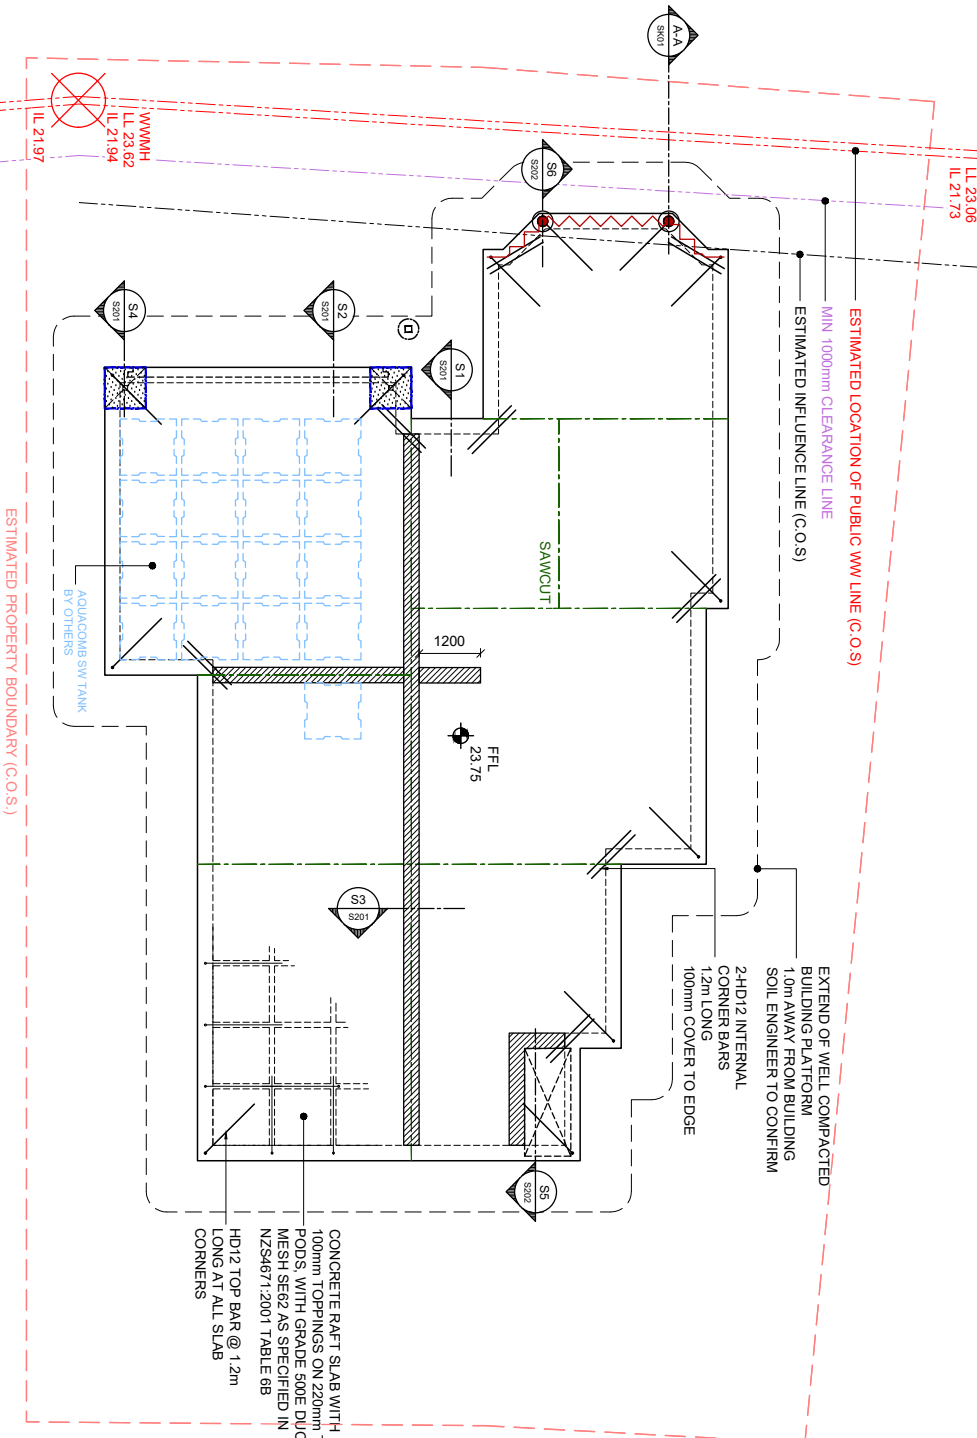 A-A
SK01
LL 23.06
IL 21.73
WWMH
LL 23.62
IL 21.94
IL 21.97
S6
S202
ESTIMATED LOCATION OF PUBLIC WW LINE (C.O.S)
MIN 1000mm CLEARANCE LINE
ESTIMATED INFLUENCE LINE (C.O.S)
S4
S201
S2
S201
S1
S201
SAWCUT
ESTIMATED PROPERTY BOUNDARY (C.O.S.)
AQUACOMB SW TANK
BY OTHERS
1200
FFL
23.75
S3
S201
EXTEND OF WELL COMPACTED
BUILDING PLATFORM
1.0m AWAY FROM BUILDING
SOIL ENGINEER TO CONFIRM
2-HD12 INTERNAL
CORNER BARS
1.2m LONG
100mm COVER TO EDGE
S5
S202
CONCRETE RAFT SLAB WITH
100mm TOPPINGS ON 220mm
PODS, WITH GRADE 500E
MESH SE62 AS SPECIFIED IN
NZS4671:2001 TABLE 6B
HD12 TOP BAR @ 1.2m
LONG AT ALL SLAB
CORNERS